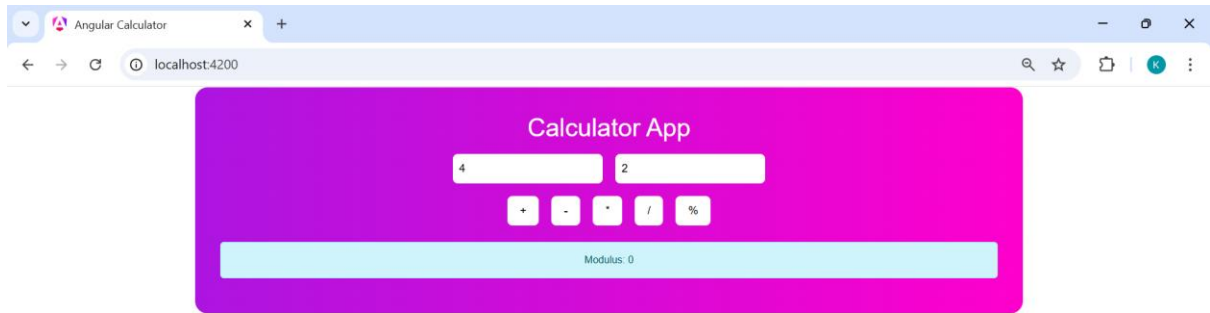 Angular Calculator
localhost:4200
K
Calculator App
4 2
+ - * / %
Modulus: 0